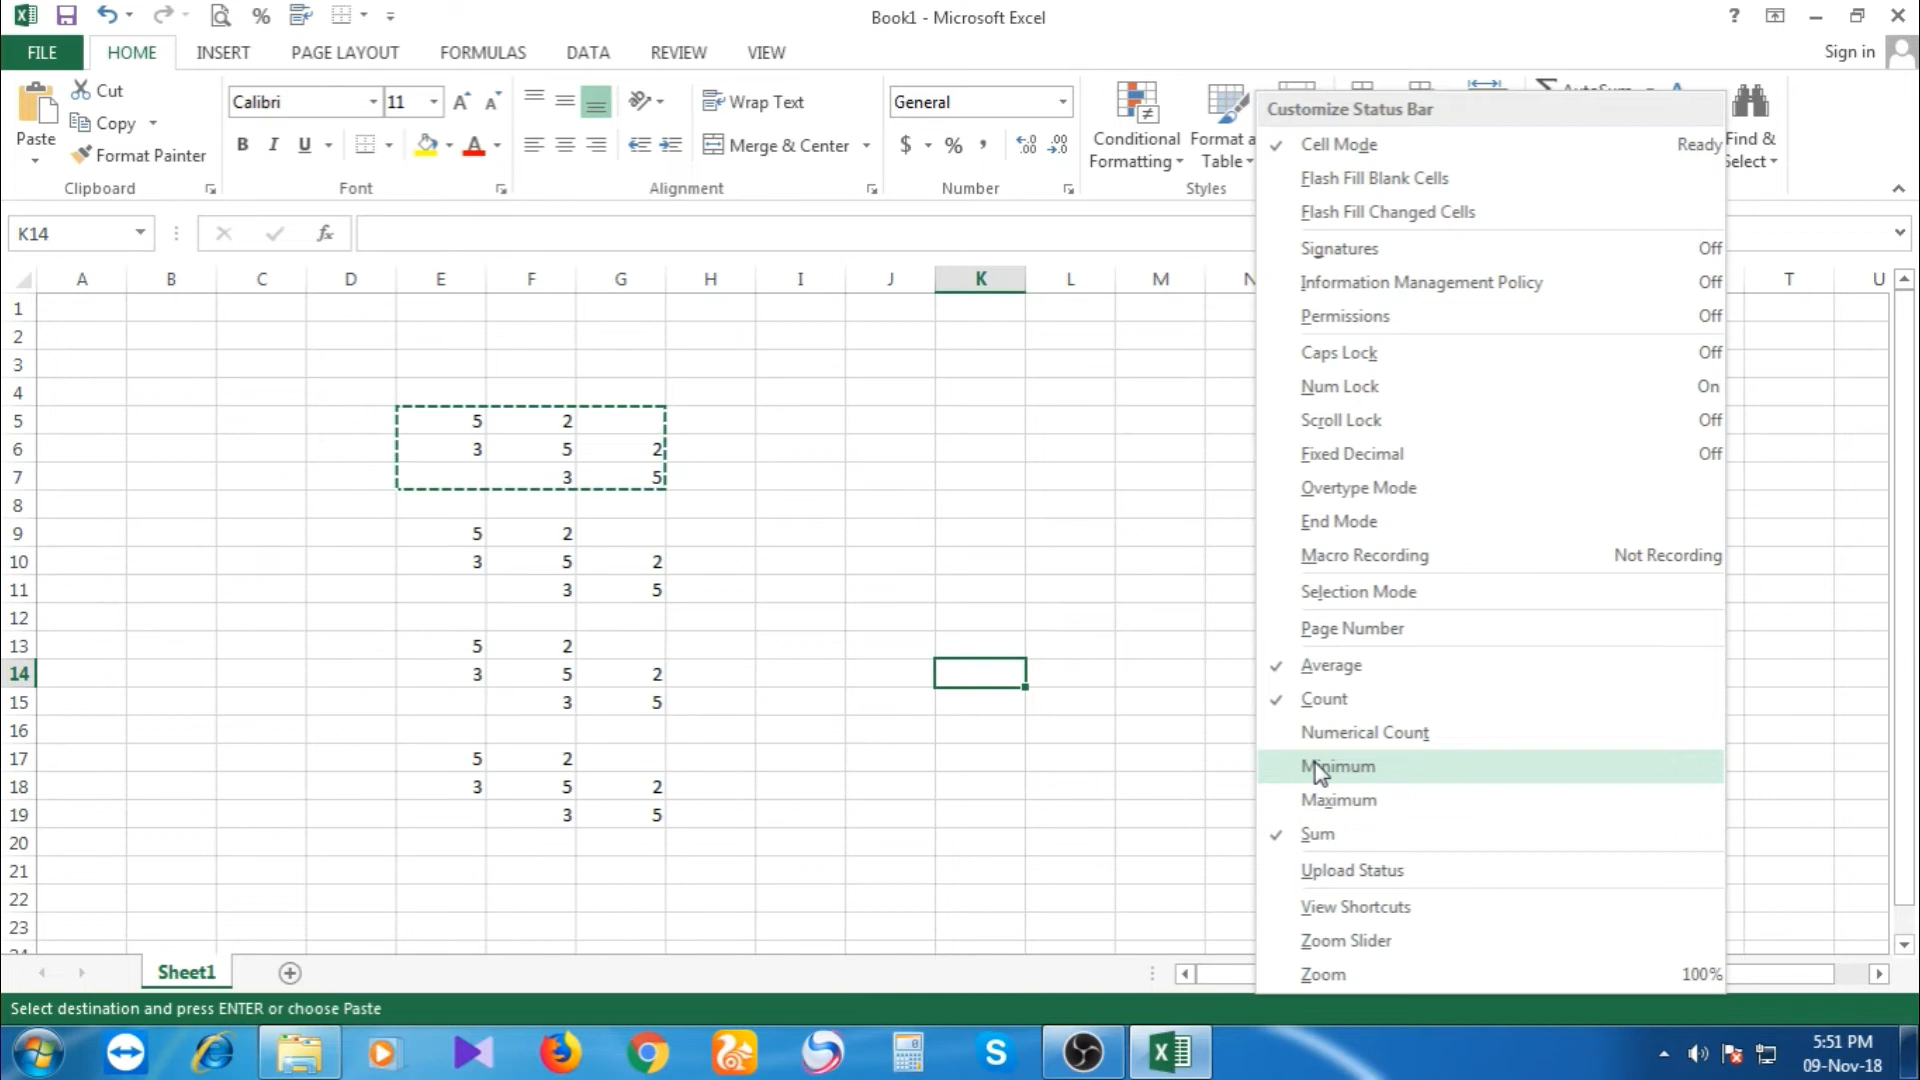 Book1 - Microsoft Excel
?
FILE HOME INSERT PAGE LAYOUT FORMULAS DATA REVIEW VIEW Sign in
Paste
Cut
Copy
Format Painter
Clipboard
Calibri 11
B I U A
Font
Wrap Text
Merge & Center
Alignment
General
$ % , .00 .00
Number
Conditional Formatting
Format a
Table
Styles
Find &
Select
K14
fx
A B C D E F G H I J K L M N T U
1
2
3
4
5 5 2
6 3 5 2
7 3 5
8
9 5 2
10 3 5 2
11 3 5
12
13 5 2
14 3 5 2
15 3 5
16
17 5 2
18 3 5 2
19 3 5
20
21
22
23
Customize Status Bar
Cell Mode Ready
Flash Fill Blank Cells
Flash Fill Changed Cells
Signatures Off
Information Management Policy Off
Permissions Off
Caps Lock Off
Num Lock On
Scroll Lock Off
Fixed Decimal Off
Overtype Mode
End Mode
Macro Recording Not Recording
Selection Mode
Page Number
Average
Count
Numerical Count
Minimum
Maximum
Sum
Upload Status
View Shortcuts
Zoom Slider
Zoom 100%
Sheet1
Select destination and press ENTER or choose Paste
5:51 PM
09-Nov-18